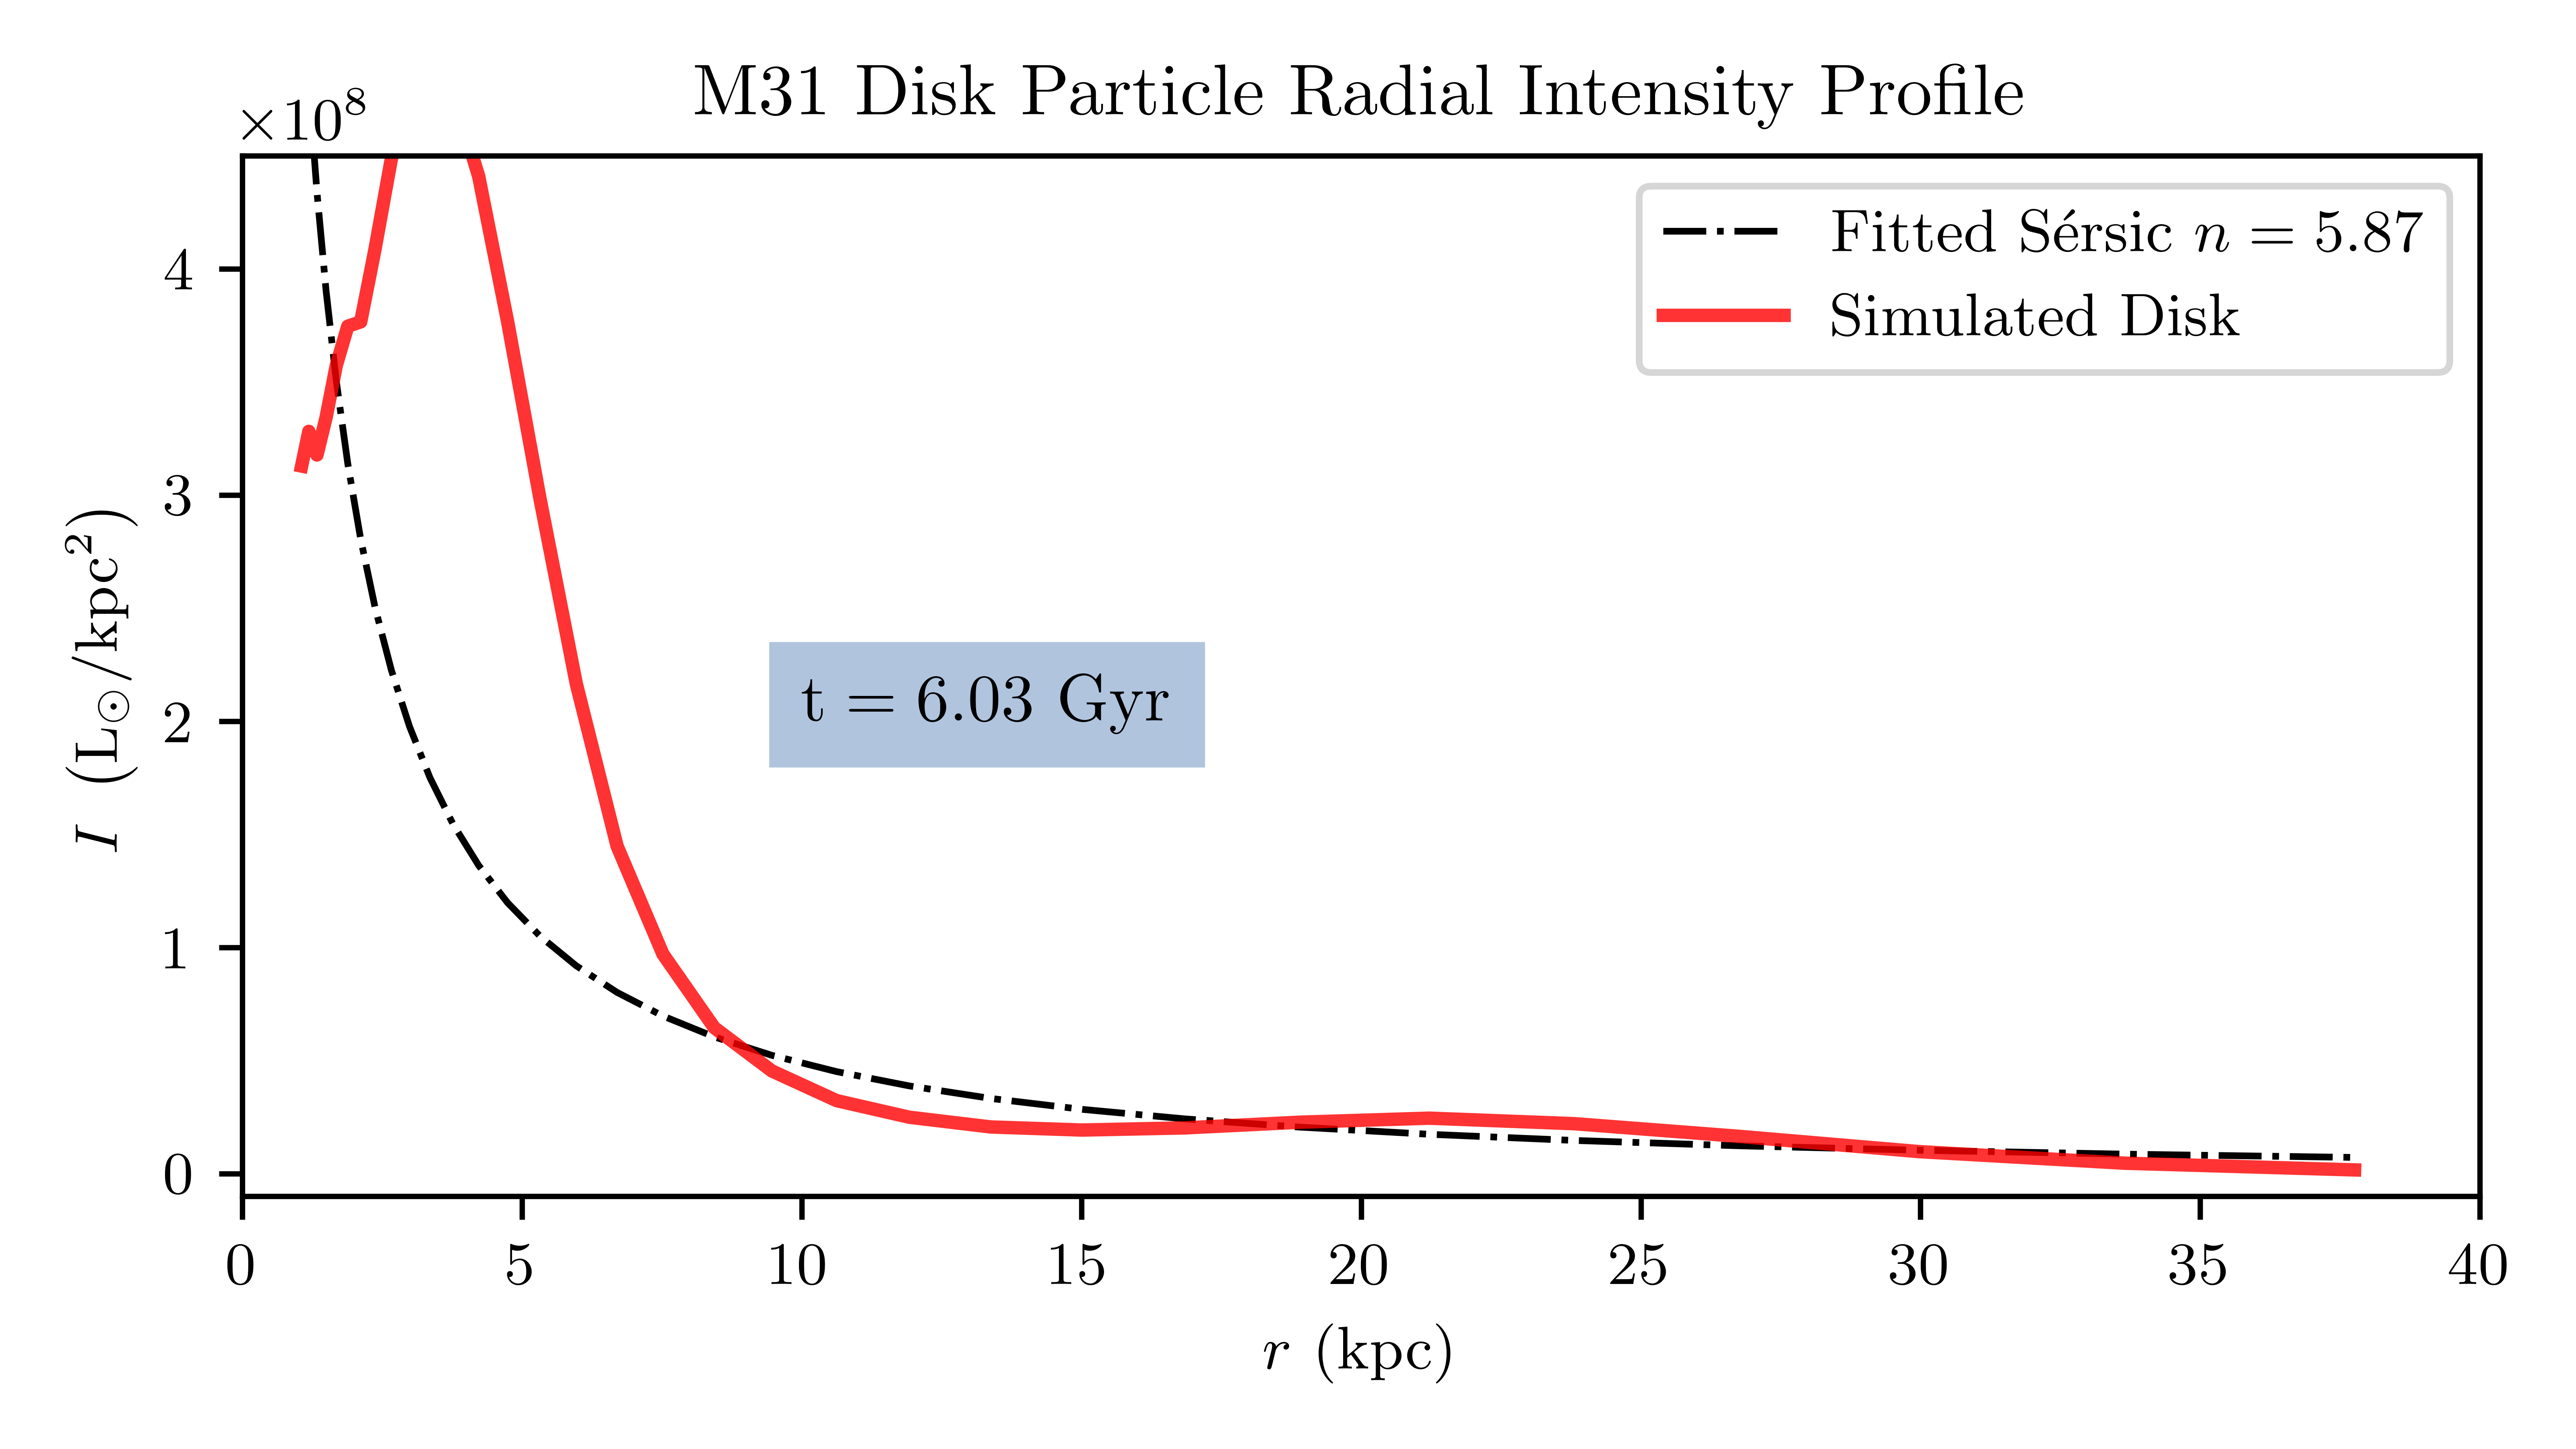 M31 Disk Particle Radial Intensity Profile
×10⁸
Fitted Sérsic n = 5.87
Simulated Disk
4
3
2
1
0
I (L⊙/kpc²)
t = 6.03 Gyr
0 5 10 15 20 25 30 35 40
r (kpc)